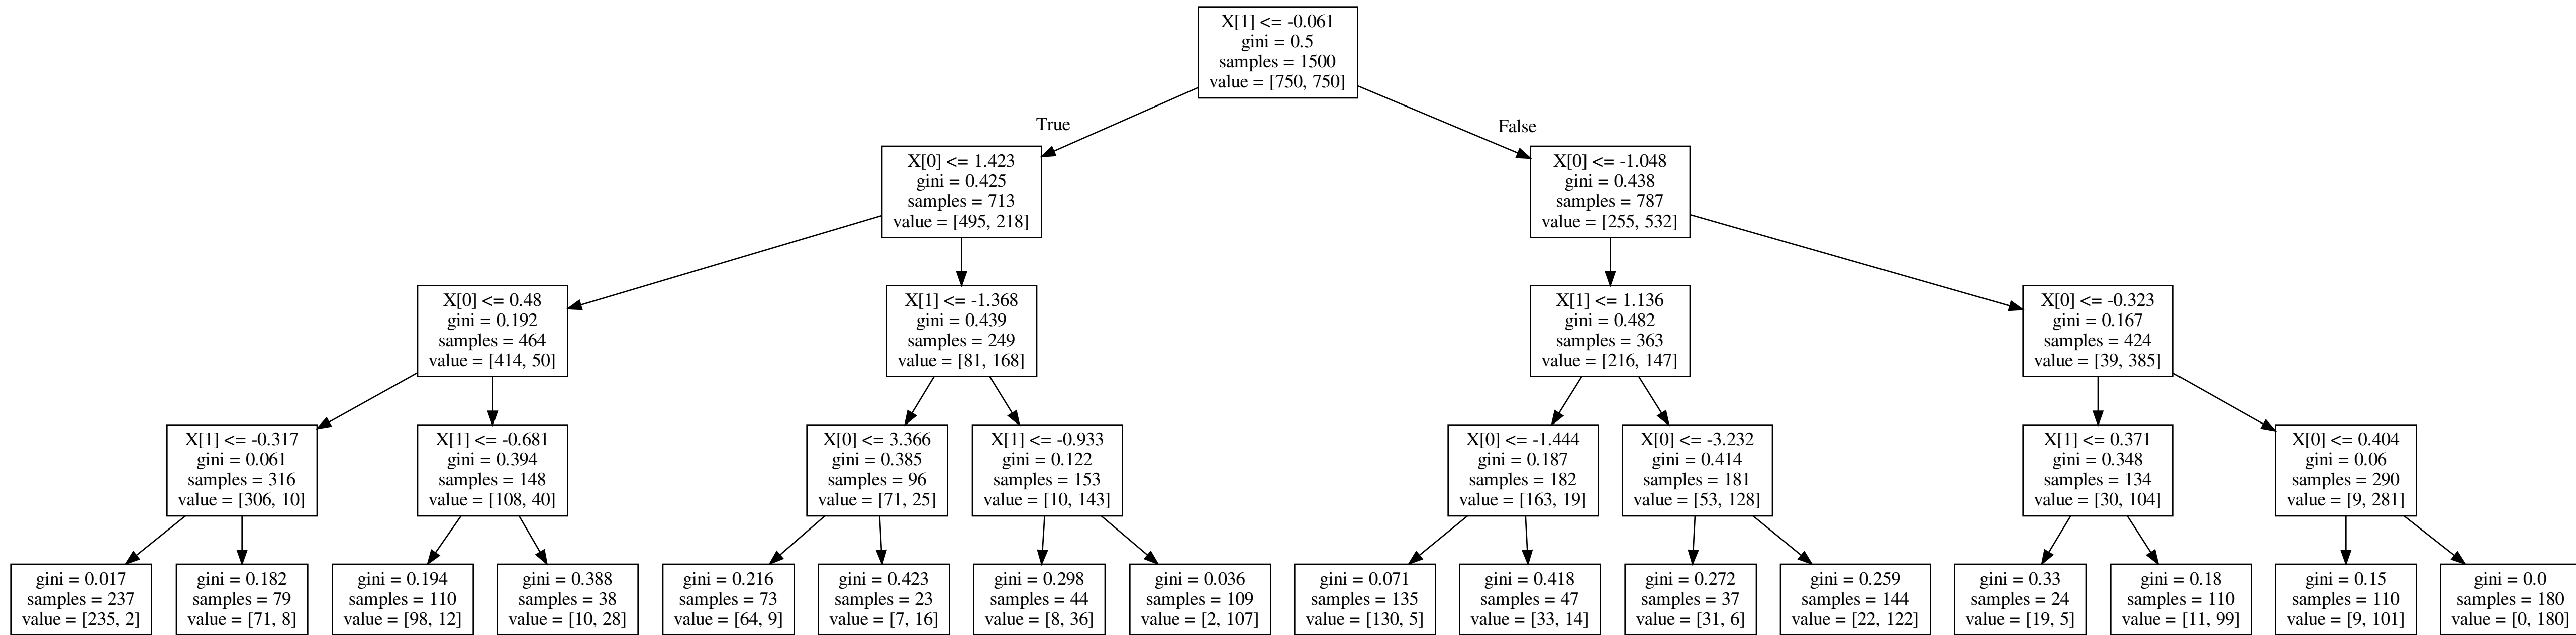 X[1] <= -0.061
gini = 0.5
samples = 1500
value = [750, 750]
True
False
X[0] <= 1.423
gini = 0.425
samples = 713
value = [495, 218]
X[0] <= -1.048
gini = 0.438
samples = 787
value = [255, 532]
X[0] <= 0.48
gini = 0.192
samples = 464
value = [414, 50]
X[1] <= -1.368
gini = 0.439
samples = 249
value = [81, 168]
X[1] <= 1.136
gini = 0.482
samples = 363
value = [216, 147]
X[0] <= -0.323
gini = 0.167
samples = 424
value = [39, 385]
X[1] <= -0.317
gini = 0.061
samples = 316
value = [306, 10]
X[1] <= -0.681
gini = 0.394
samples = 148
value = [108, 40]
X[0] <= 3.366
gini = 0.385
samples = 96
value = [71, 25]
X[1] <= -0.933
gini = 0.122
samples = 153
value = [10, 143]
X[0] <= -1.444
gini = 0.187
samples = 182
value = [163, 19]
X[0] <= -3.232
gini = 0.414
samples = 181
value = [53, 128]
X[1] <= 0.371
gini = 0.348
samples = 134
value = [30, 104]
X[0] <= 0.404
gini = 0.06
samples = 290
value = [9, 281]
gini = 0.017
samples = 237
value = [235, 2]
gini = 0.182
samples = 79
value = [71, 8]
gini = 0.194
samples = 110
value = [98, 12]
gini = 0.388
samples = 38
value = [10, 28]
gini = 0.216
samples = 73
value = [64, 9]
gini = 0.423
samples = 23
value = [7, 16]
gini = 0.298
samples = 44
value = [8, 36]
gini = 0.036
samples = 109
value = [2, 107]
gini = 0.071
samples = 135
value = [130, 5]
gini = 0.418
samples = 47
value = [33, 14]
gini = 0.272
samples = 37
value = [31, 6]
gini = 0.259
samples = 144
value = [22, 122]
gini = 0.33
samples = 24
value = [19, 5]
gini = 0.18
samples = 110
value = [11, 99]
gini = 0.15
samples = 110
value = [9, 101]
gini = 0.0
samples = 180
value = [0, 180]